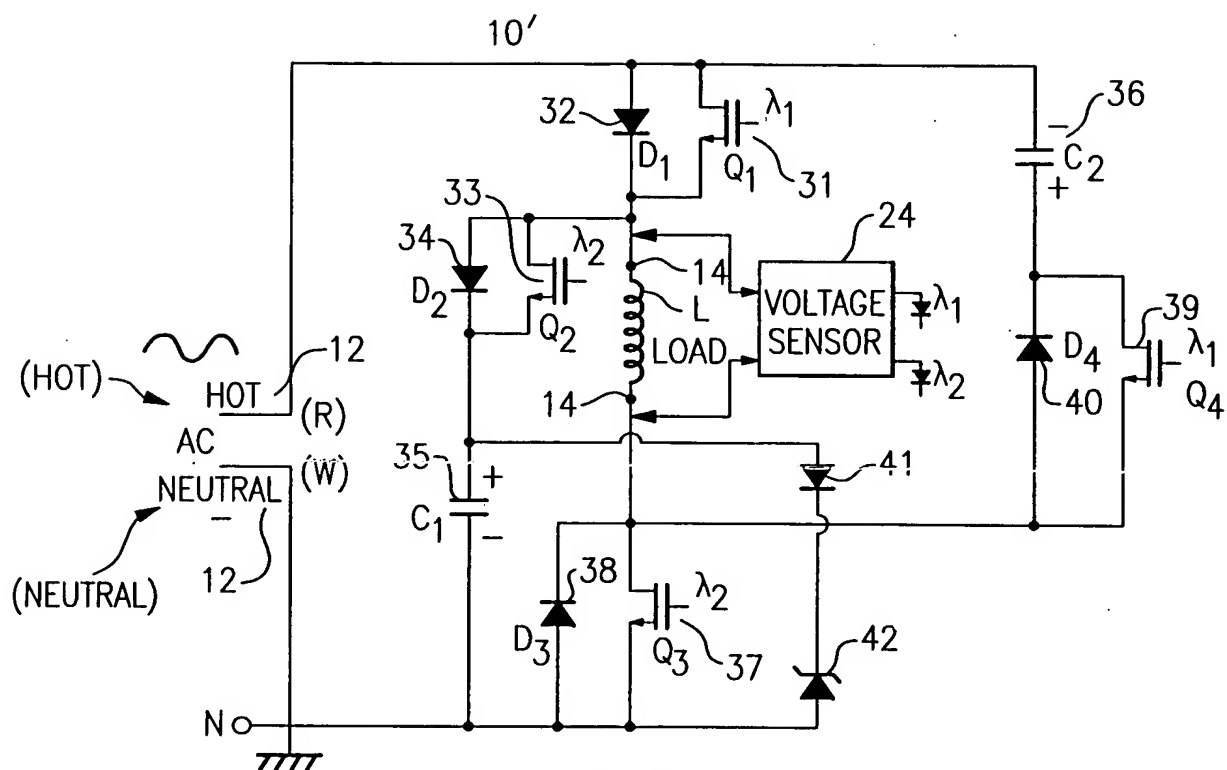 10′
32
D1
λ1
Q1
31
36
−
C2
+
33
34
D2
λ2
Q2
14
L
LOAD
14
24
VOLTAGE
SENSOR
λ1
λ2
D4
40
39
λ1
Q4
(HOT)
HOT
12
(R)
AC
(W)
NEUTRAL
−
12
(NEUTRAL)
35
+
C1
−
41
38
D3
λ2
Q3
37
42
N